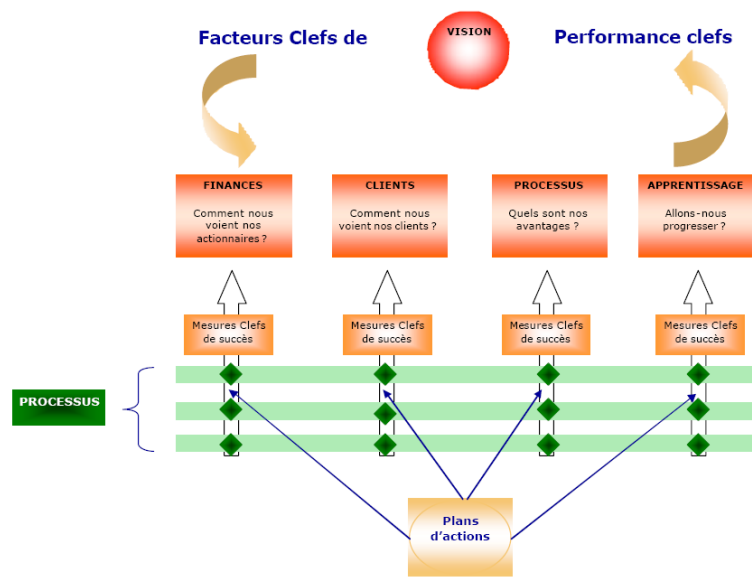 Facteurs Clefs de
VISION
Performance clefs
FINANCES
Comment nous
voient nos
actionnaires ?
CLIENTS
Comment nous
voient nos clients ?
PROCESSUS
Quels sont nos
avantages ?
APPRENTISSAGE
Allons-nous
progresser ?
Mesures Clefs
de succès
Mesures Clefs
de succès
Mesures Clefs
de succès
Mesures Clefs
de succès
PROCESSUS
Plans
d’actions